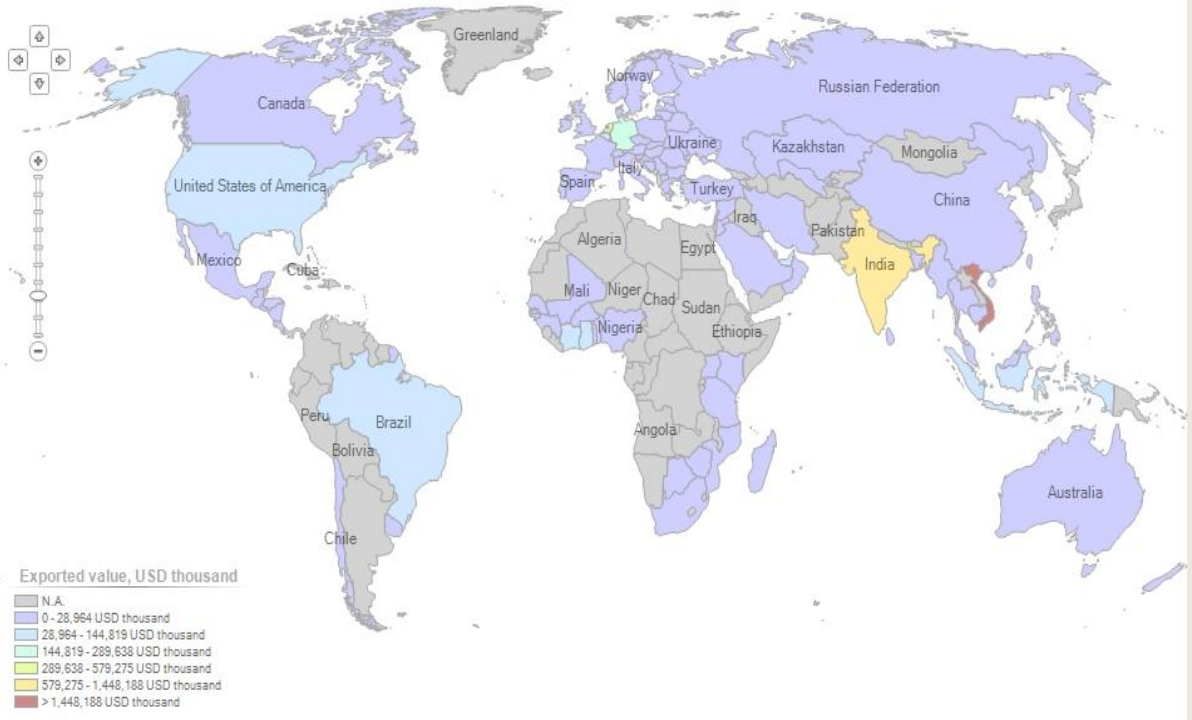 Greenland
Norway
Russian Federation
Canada
Ukraine
Kazakhstan
Mongolia
Italy
Spain
Turkey
United States of America
China
Iraq
Pakistan
Algeria
Egypt
India
Mexico
Cuba
Mali
Niger
Chad
Sudan
Nigeria
Ethiopia
Peru
Brazil
Angola
Bolivia
Australia
Chile
Exported value, USD thousand
N.A.
0 - 28,964 USD thousand
28,964 - 144,819 USD thousand
144,819 - 289,638 USD thousand
289,638 - 579,275 USD thousand
579,275 - 1,448,188 USD thousand
> 1,448,188 USD thousand